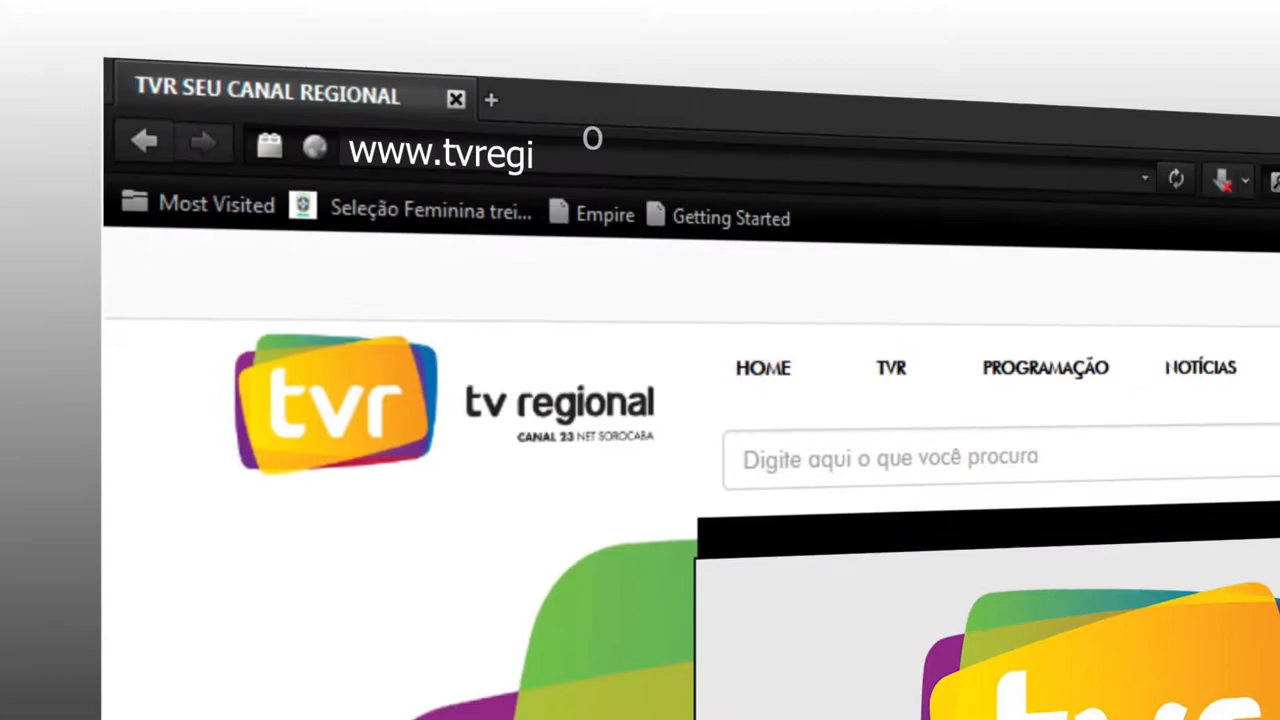 TVR SEU CANAL REGIONAL
www.tvregi o
Most Visited Seleção Feminina trei... Empire Getting Started
tvr
tv regional
CANAL 23 NET SOROCABA
HOME TVR PROGRAMAÇÃO NOTÍCIAS
Digite aqui o que você procura
tvr